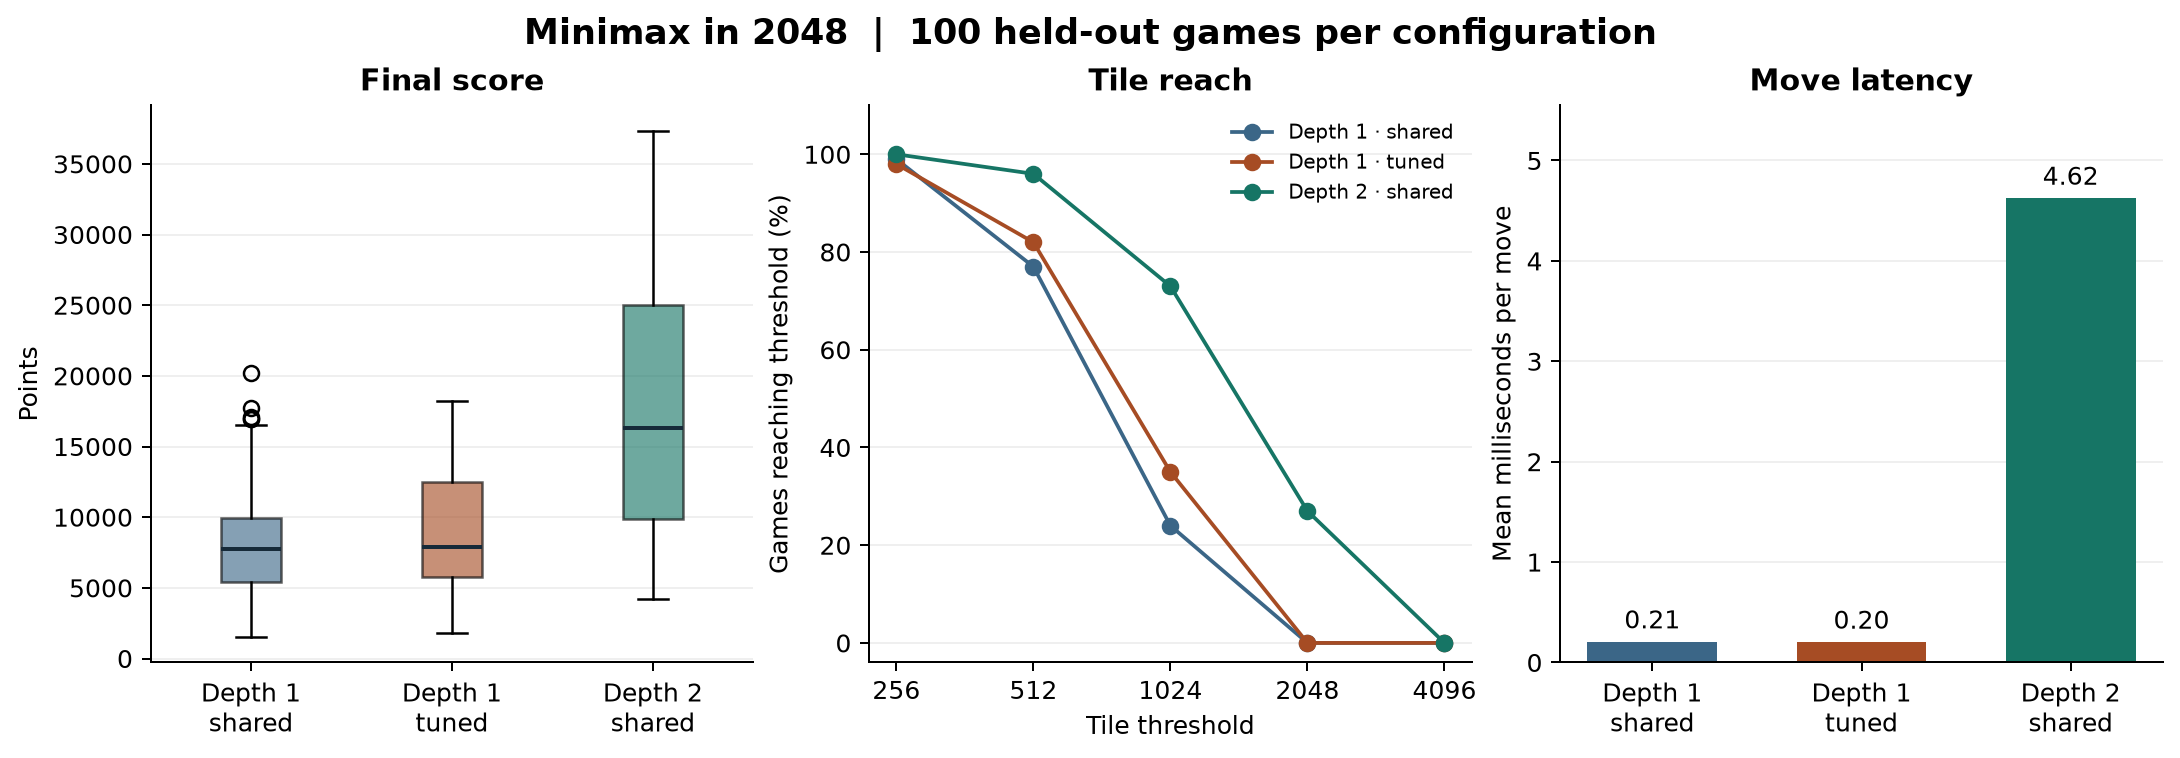 Minimax in 2048 | 100 held-out games per configuration
Final score
Points
35000
30000
25000
20000
15000
10000
5000
0
Depth 1
shared
Depth 1
tuned
Depth 2
shared
Tile reach
Games reaching threshold (%)
100
80
60
40
20
0
Depth 1 · shared
Depth 1 · tuned
Depth 2 · shared
256
512
1024
2048
4096
Tile threshold
Move latency
Mean milliseconds per move
5
4
3
2
1
0
0.21
0.20
4.62
Depth 1
shared
Depth 1
tuned
Depth 2
shared